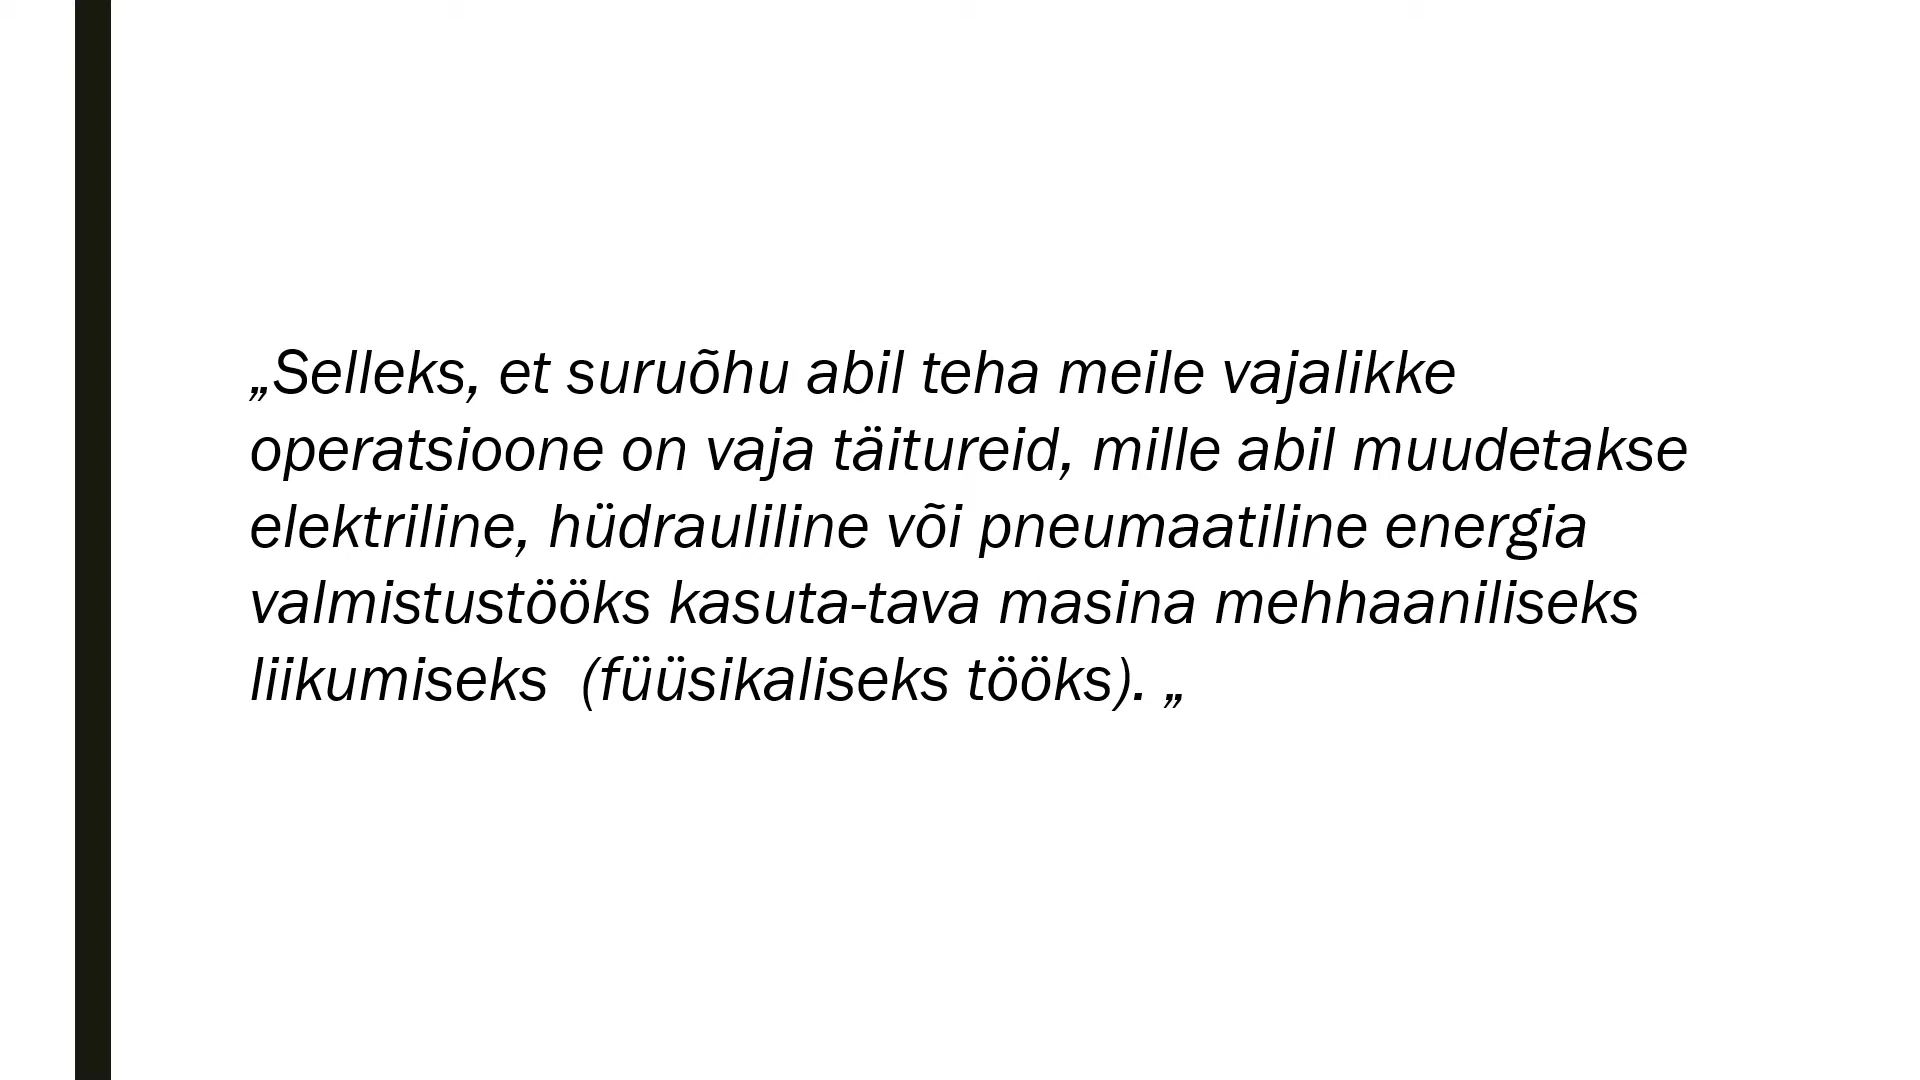 „Selleks, et suruõhu abil teha meile vajalikke
operatsioone on vaja täitureid, mille abil muudetakse
elektriline, hüdrauliline või pneumaatiline energia
valmistustööks kasuta-tava masina mehhaaniliseks
liikumiseks  (füüsikaliseks tööks). „